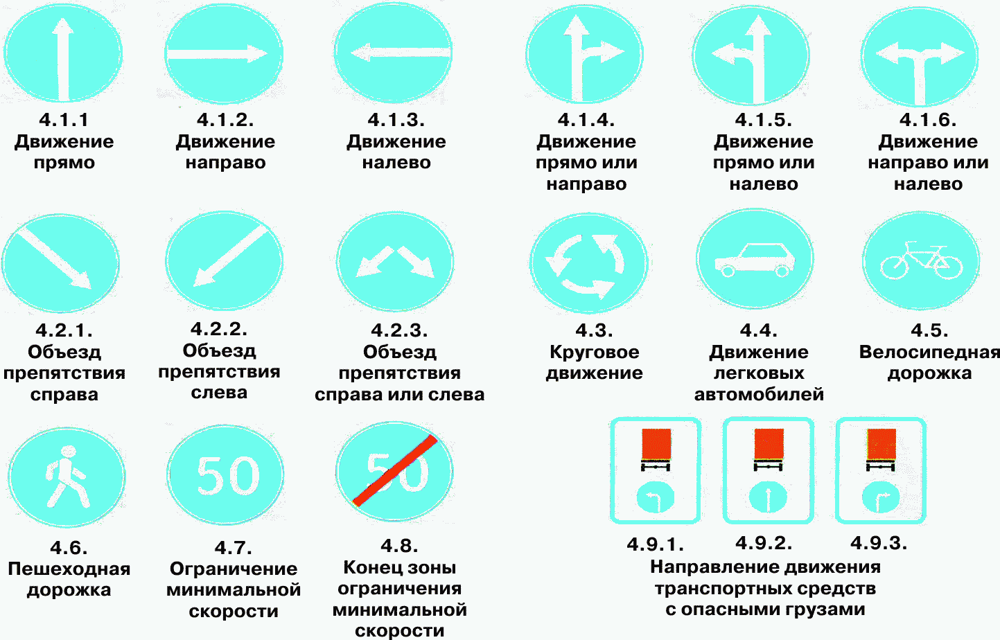 4.1.1
Движение
прямо
4.1.2.
Движение
направо
4.1.3.
Движение
налево
4.1.4.
Движение
прямо или
направо
4.1.5.
Движение
прямо или
налево
4.1.6.
Движение
направо или
налево
4.2.1.
Объезд
препятствия
справа
4.2.2.
Объезд
препятствия
слева
4.2.3.
Объезд
препятствия
справа или слева
4.3.
Круговое
движение
4.4.
Движение
легковых
автомобилей
4.5.
Велосипедная
дорожка
4.6.
Пешеходная
дорожка
50
4.7.
Ограничение
минимальной
скорости
50
4.8.
Конец зоны
ограничения
минимальной
скорости
4.9.1.
4.9.2.
4.9.3.
Направление движения
транспортных средств
с опасными грузами